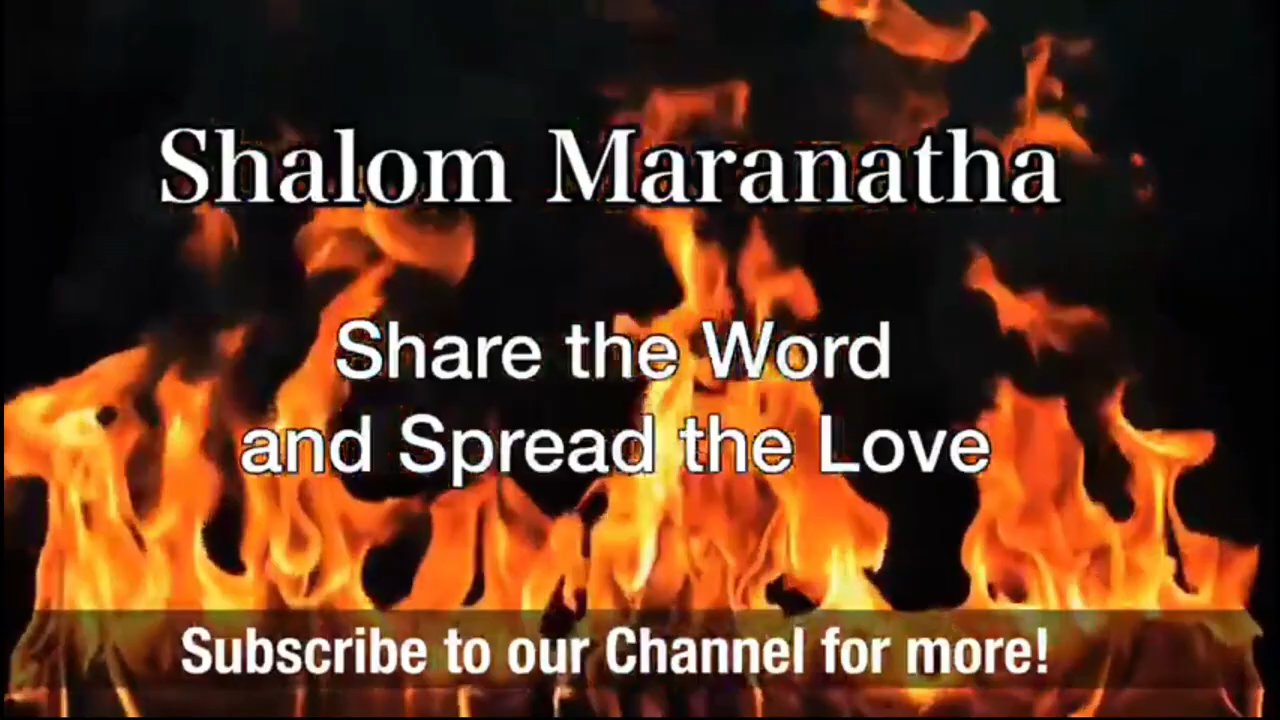 Shalom Maranatha
Share the Word
and Spread the Love
Subscribe to our Channel for more!